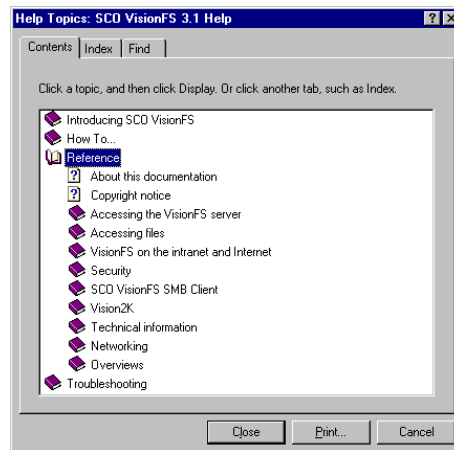 Help Topics: SCO VisionFS 3.1 Help
Contents Index Find
Click a topic, and then click Display. Or click another tab, such as Index.
Introducing SCO VisionFS
How To...
Reference
About this documentation
Copyright notice
Accessing the VisionFS server
Accessing files
VisionFS on the intranet and Internet
Security
SCO VisionFS SMB Client
Vision2K
Technical information
Networking
Overviews
Troubleshooting
Close Print... Cancel